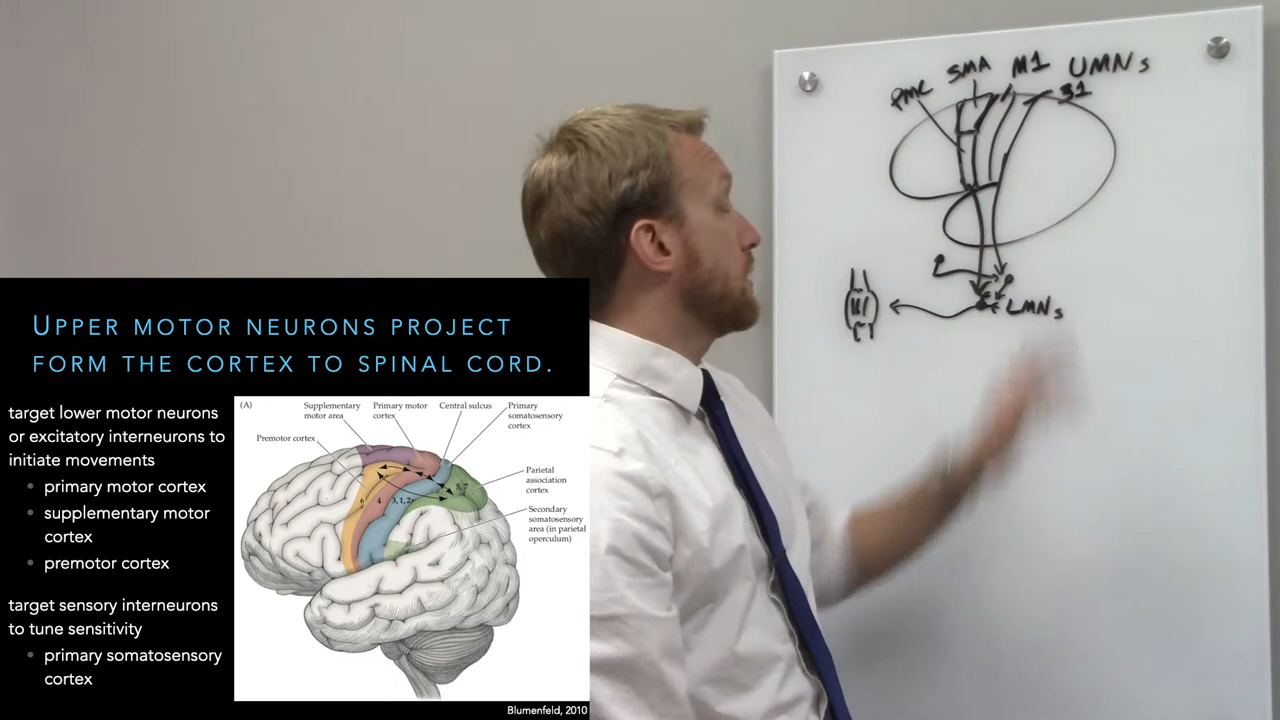 PMC SMA M1 UMNs
S1
LMNs
UPPER MOTOR NEURONS PROJECT
FORM THE CORTEX TO SPINAL CORD.
target lower motor neurons
or excitatory interneurons to
initiate movements
• primary motor cortex
• supplementary motor
cortex
• premotor cortex
target sensory interneurons
to tune sensitivity
• primary somatosensory
cortex
(A)
Supplementary
motor area
Primary motor
cortex
Central sulcus
Primary
somatosensory
cortex
Premotor cortex
Parietal
association
cortex
Secondary
somatosensory
area (in parietal
operculum)
6 4 3, 1, 2 5, 7
Blumenfeld, 2010